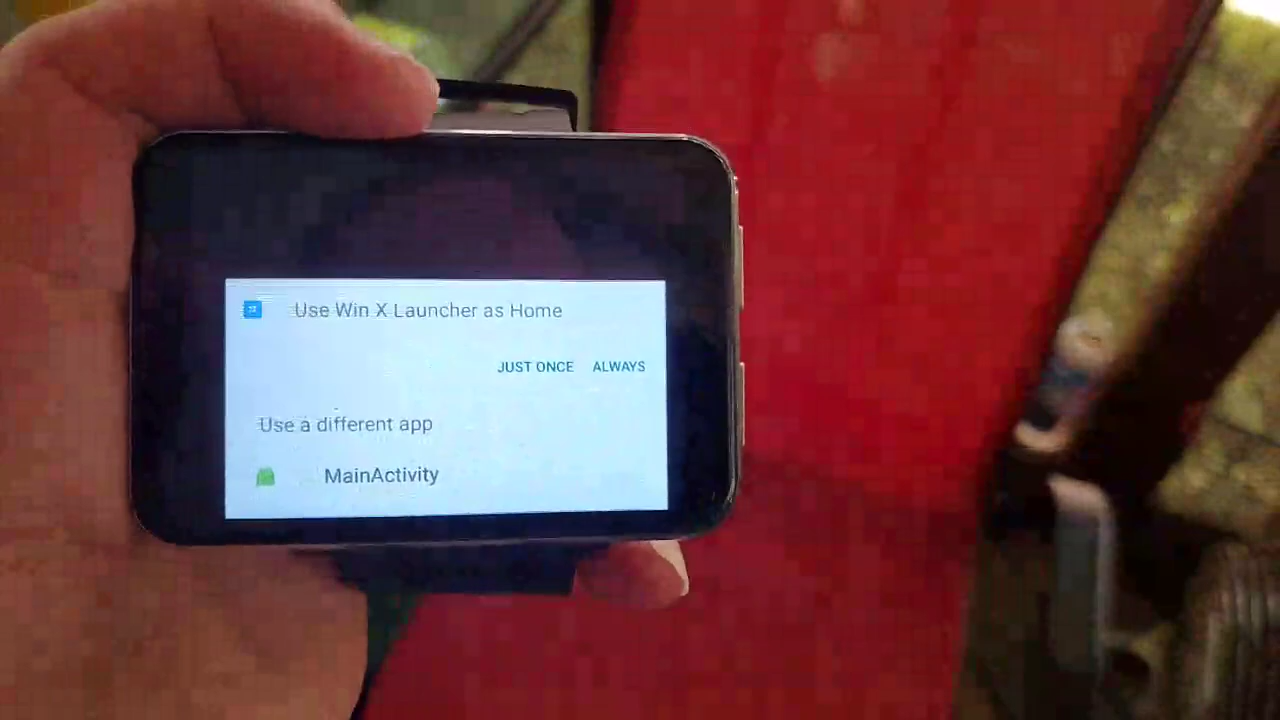 Use Win X Launcher as Home
JUST ONCE ALWAYS
Use a different app
MainActivity